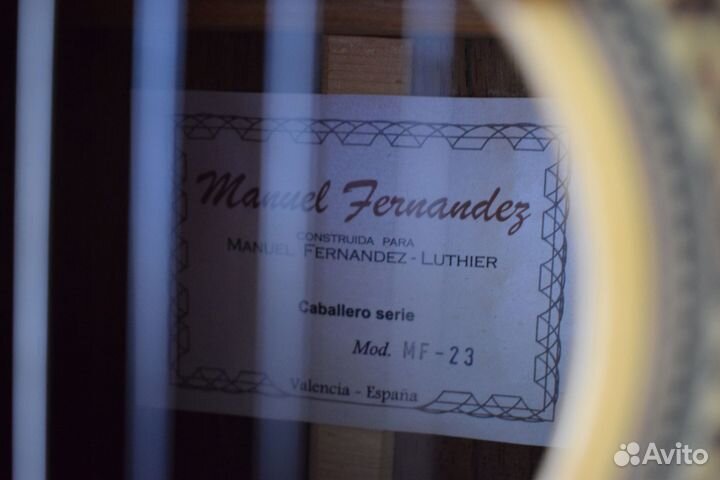 Manuel Fernandez
CONSTRUIDA PARA
MANUEL FERNANDEZ - LUTHIER
Caballero serie
Mod. MF-23
Valencia - España
Avito